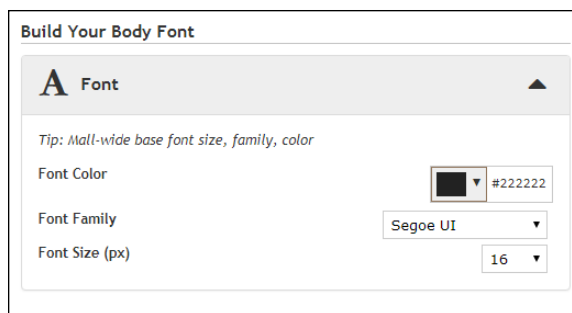 Build Your Body Font
A Font
Tip: Mall-wide base font size, family, color
Font Color #222222
Font Family Segoe UI
Font Size (px) 16